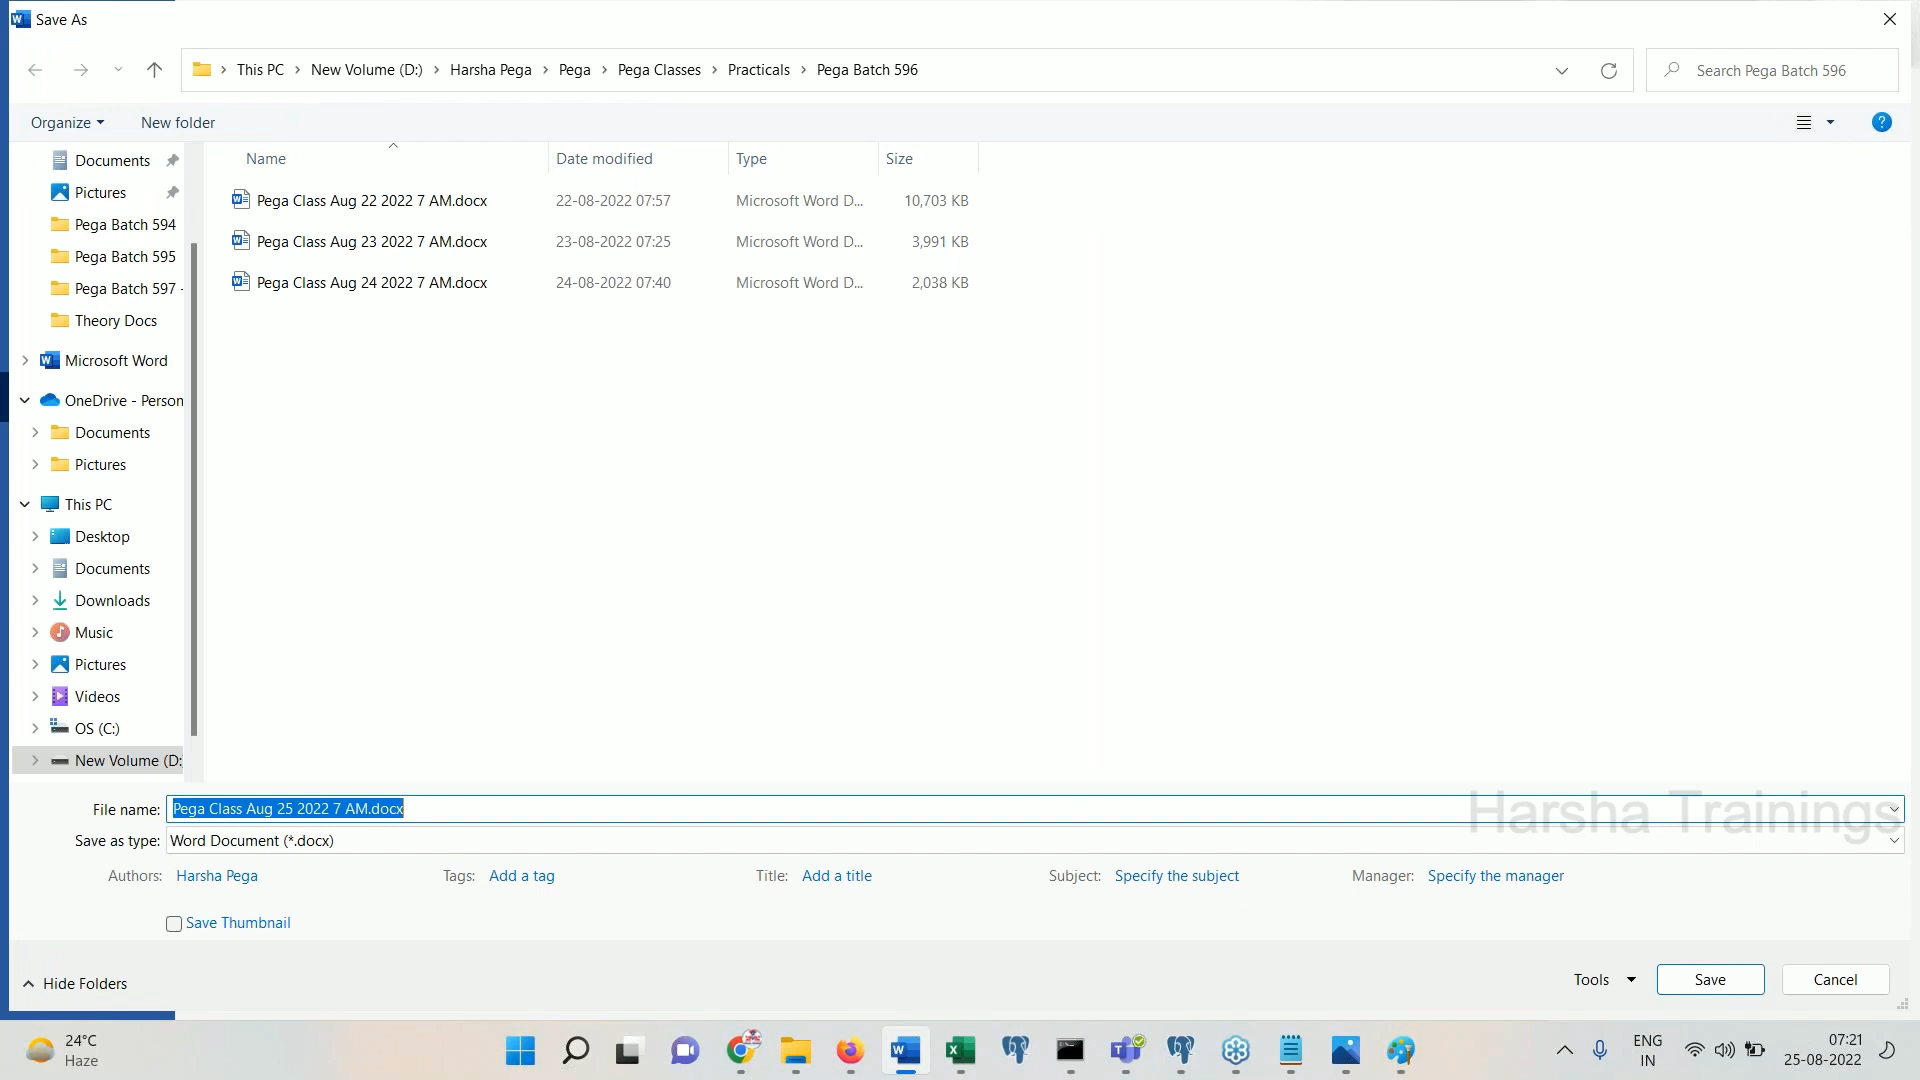 Save As
This PC > New Volume (D:) > Harsha Pega > Pega > Pega Classes > Practicals > Pega Batch 596
Search Pega Batch 596
Organize
New folder
Name
Date modified
Type
Size
Pega Class Aug 22 2022 7 AM.docx 22-08-2022 07:57 Microsoft Word D... 10,703 KB
Pega Class Aug 23 2022 7 AM.docx 23-08-2022 07:25 Microsoft Word D... 3,991 KB
Pega Class Aug 24 2022 7 AM.docx 24-08-2022 07:40 Microsoft Word D... 2,038 KB
Documents
Pictures
Pega Batch 594
Pega Batch 595
Pega Batch 597 -
Theory Docs
Microsoft Word
OneDrive - Person
Documents
Pictures
This PC
Desktop
Documents
Downloads
Music
Pictures
Videos
OS (C:)
New Volume (D:
File name: Pega Class Aug 25 2022 7 AM.docx
Save as type: Word Document (*.docx)
Harsha Trainings
Authors: Harsha Pega
Tags: Add a tag
Title: Add a title
Subject: Specify the subject
Manager: Specify the manager
Save Thumbnail
Hide Folders
Tools
Save
Cancel
24°C
Haze
ENG
IN
07:21
25-08-2022